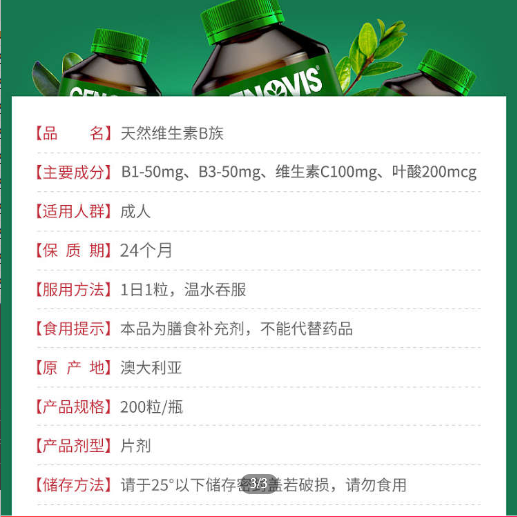 GENOVIS
【品 名】天然维生素B族
【主要成分】B1-50mg、B3-50mg、维生素C100mg、叶酸200mcg
【适用人群】成人
【保 质 期】24个月
【服用方法】1日1粒，温水吞服
【食用提示】本品为膳食补充剂，不能代替药品
【原 产 地】澳大利亚
【产品规格】200粒/瓶
【产品剂型】片剂
【储存方法】请于25°以下储存密 盖若破损，请勿食用
3/3